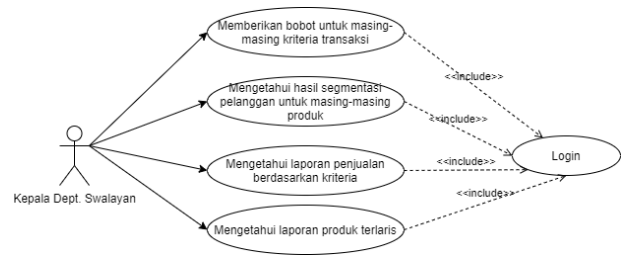 Memberikan bobot untuk masing-
masing kriteria transaksi
<<include>>
Mengetahui hasil segmentasi
pelanggan untuk masing-masing
produk
<<include>>
Login
Mengetahui laporan penjualan
berdasarkan kriteria
<<include>>
Kepala Dept. Swalayan
<<include>>
Mengetahui laporan produk terlaris